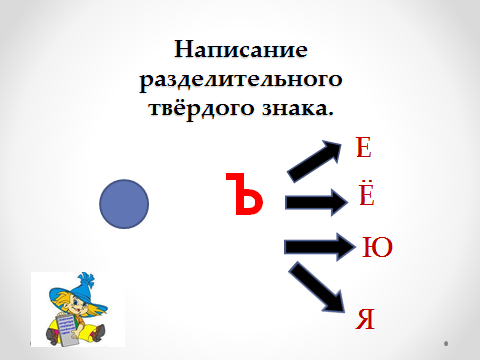 Написание
разделительного
твёрдого знака.
Е
Ё
Ъ
Ю
Я